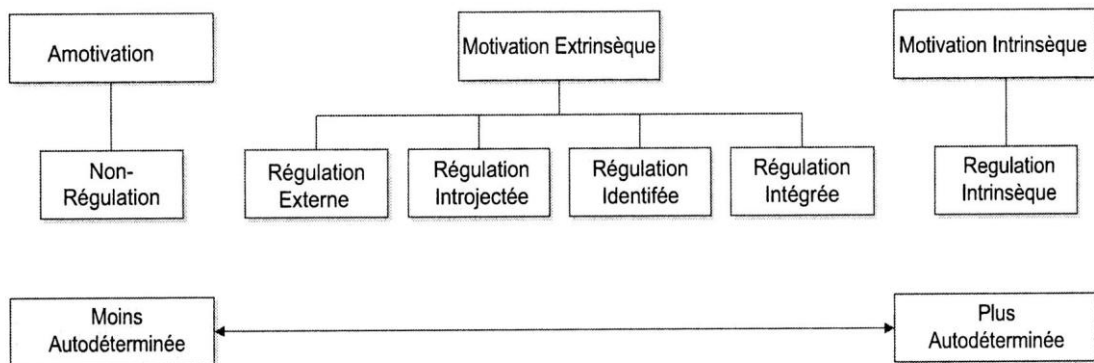 Amotivation
Motivation Extrinsèque
Motivation Intrinsèque
Non-
Régulation
Régulation
Externe
Régulation
Introjectée
Régulation
Identifée
Régulation
Intégrée
Regulation
Intrinsèque
Moins
Autodéterminée
Plus
Autodéterminée